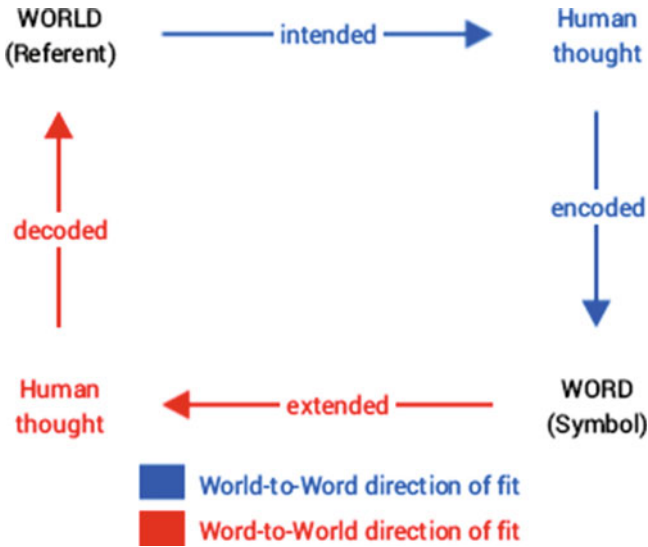 WORLD
(Referent)
intended
Human
thought
decoded
encoded
Human
thought
extended
WORD
(Symbol)
World-to-Word direction of fit
Word-to-World direction of fit